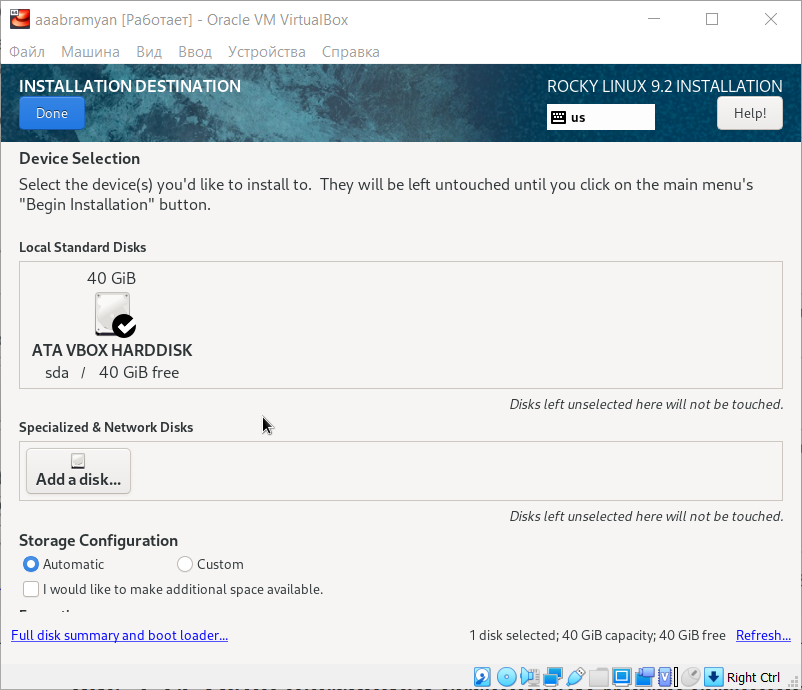 aaabramyan [Работает] - Oracle VM VirtualBox
Файл Машина Вид Ввод Устройства Справка
INSTALLATION DESTINATION
ROCKY LINUX 9.2 INSTALLATION
Done
us
Help!
Device Selection
Select the device(s) you'd like to install to. They will be left untouched until you click on the main menu's
"Begin Installation" button.
Local Standard Disks
40 GiB
ATA VBOX HARDDISK
sda / 40 GiB free
Disks left unselected here will not be touched.
Specialized & Network Disks
Add a disk...
Disks left unselected here will not be touched.
Storage Configuration
Automatic Custom
I would like to make additional space available.
Full disk summary and boot loader...
1 disk selected; 40 GiB capacity; 40 GiB free Refresh...
Right Ctrl